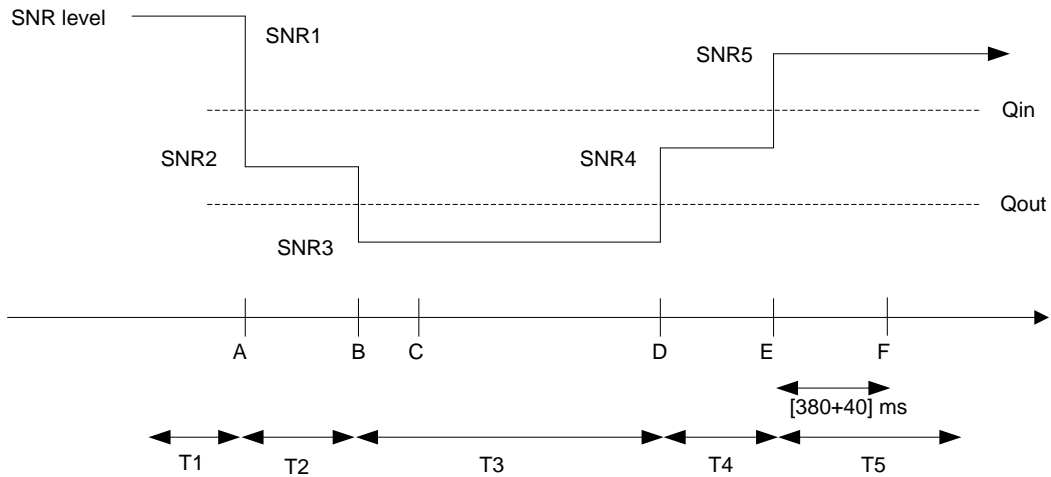 SNR level
SNR1
SNR5
Qin
SNR2
SNR4
Qout
SNR3
A B C D E F
[380+40] ms
T1 T2 T3 T4 T5